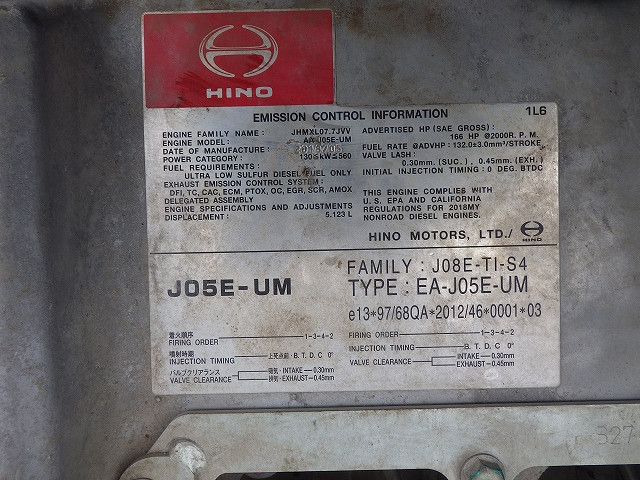 HINO
EMISSION CONTROL INFORMATION 1L6
ENGINE FAMILY NAME : JHMXL07.7JVV
ENGINE MODEL: AA-J05E-UM
DATE OF MANUFACTURE :
POWER CATEGORY: 130≤kW≤560
FUEL REQUIREMENTS:
ULTRA LOW SULFUR DIESEL FUEL ONLY
EXHAUST EMISSION CONTROL SYSTEM :
DFI, TC, CAC, ECM, PTOX, OC, EGR, SCR, AMOX
DELEGATED ASSEMBLY
ENGINE SPECIFICATIONS AND ADJUSTMENTS
DISPLACEMENT: 5.123 L
ADVERTISED HP (SAE GROSS) :
166 HP @2000R. P. M.
FUEL RATE @ADVHP : 132.0±3.0mm³/STROKE
VALVE LASH :
0.30mm (SUC.), 0.45mm (EXH.)
INITIAL INJECTION TIMING : 0 DEG. BTDC
THIS ENGINE COMPLIES WITH
U.S. EPA AND CALIFORNIA
REGULATIONS FOR 2018MY
NONROAD DIESEL ENGINES.
HINO MOTORS, LTD./ HINO
J05E-UM
FAMILY : J08E-TI-S4
TYPE : EA-J05E-UM
e13*97/68QA*2012/46*0001*03
着火順序
FIRING ORDER 1-3-4-2
噴射時期
INJECTION TIMING 上死点前・B. T. D. C 0°
バルブクリアランス
VALVE CLEARANCE 吸気・INTAKE 0.30mm
排気・EXHAUST 0.45mm
FIRING ORDER 1-3-4-2
INJECTION TIMING B. T. D. C 0°
VALVE CLEARANCE INTAKE 0.30mm
EXHAUST 0.45mm
327